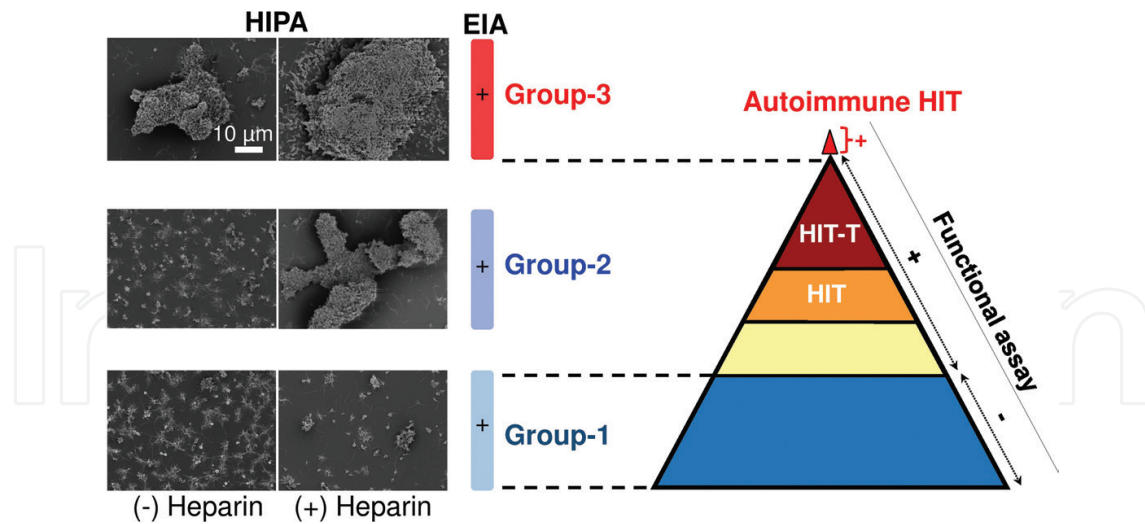 HIPA
EIA
10 µm
+
Group-3
Autoimmune HIT
+
HIT-T
+
Functional assay
+
Group-2
HIT
+
Group-1
-
(-) Heparin
(+) Heparin